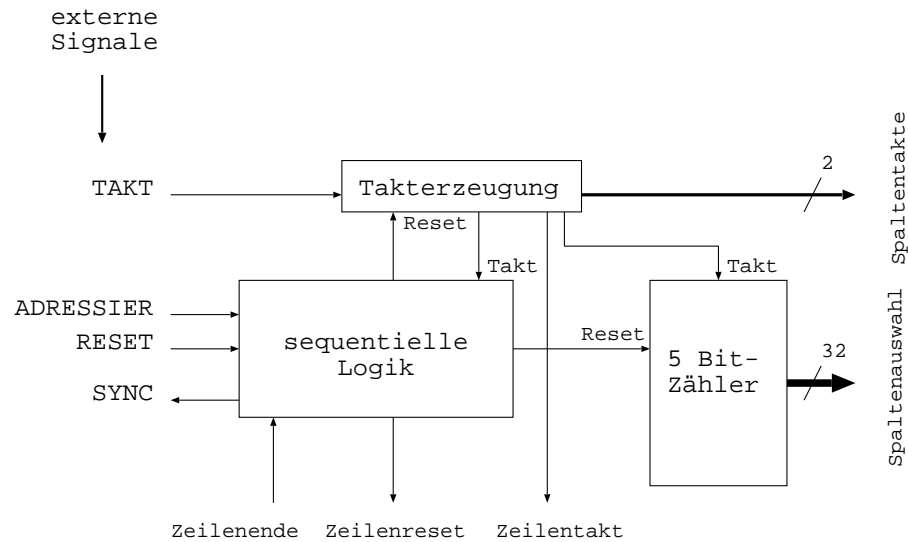 externe
Signale
TAKT
Takterzeugung
2
Spaltentakte
Reset
Takt
Takt
ADRESSIER
RESET
SYNC
sequentielle
Logik
Reset
5 Bit-
Zähler
32
Spaltenauswahl
Zeilenende
Zeilenreset
Zeilentakt